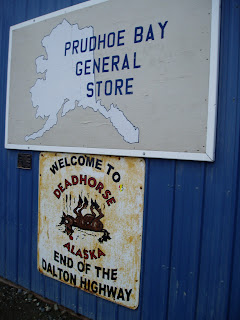 PRUDHOE BAY
GENERAL
STORE
WELCOME TO
DEADHORSE
ALASKA
END OF THE
DALTON HIGHWAY